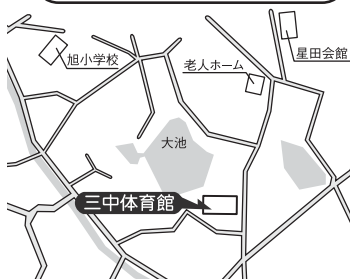 星田会館
旭小学校
老人ホーム
大池
三中体育館